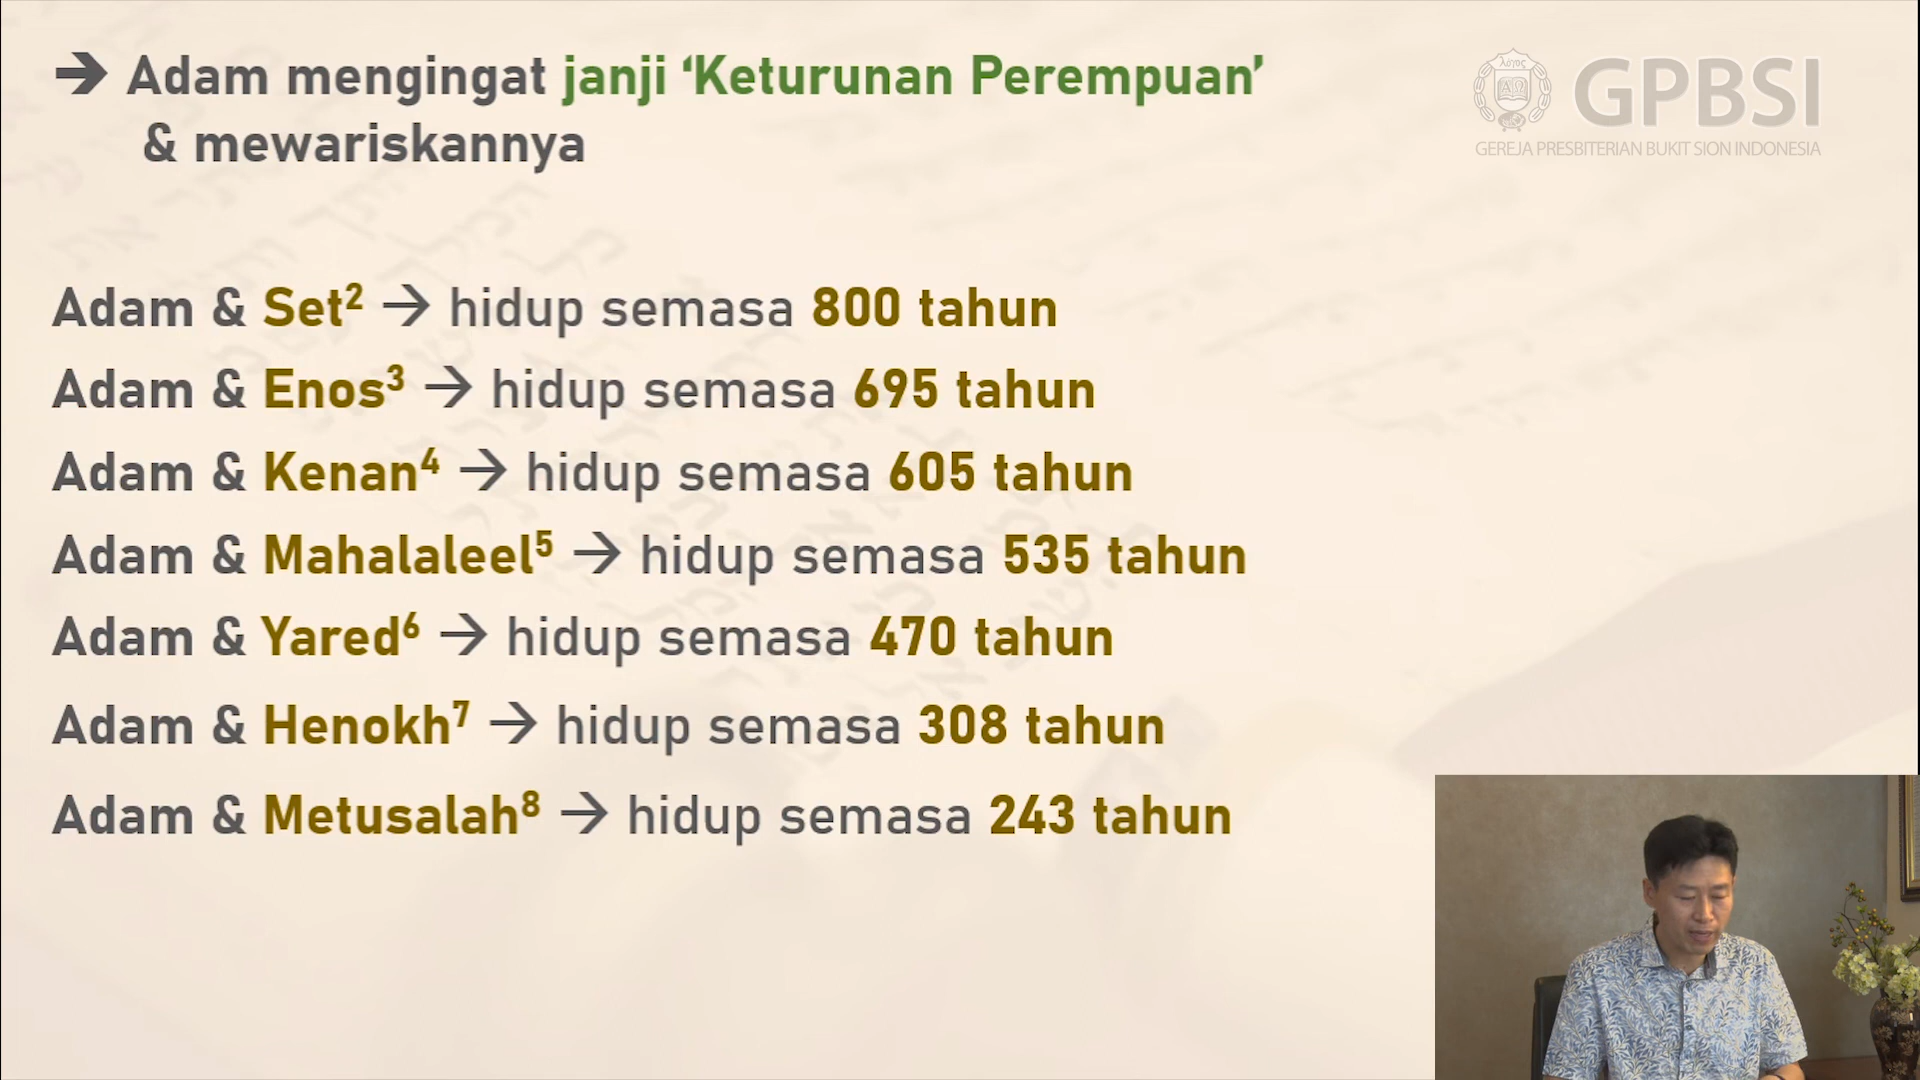 → Adam mengingat janji ‘Keturunan Perempuan’
& mewariskannya
λόγος
ΑΩ
GPBSI
GEREJA PRESBITERIAN BUKIT SION INDONESIA
Adam & Set² → hidup semasa 800 tahun
Adam & Enos³ → hidup semasa 695 tahun
Adam & Kenan⁴ → hidup semasa 605 tahun
Adam & Mahalaleel⁵ → hidup semasa 535 tahun
Adam & Yared⁶ → hidup semasa 470 tahun
Adam & Henokh⁷ → hidup semasa 308 tahun
Adam & Metusalah⁸ → hidup semasa 243 tahun